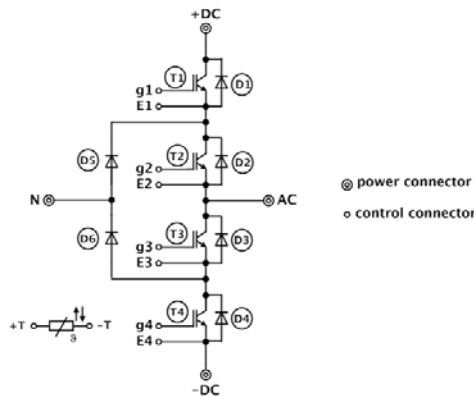 +DC
T1
D1
g1
E1
D5
T2
D2
g2
E2
N
AC
power connector
control connector
D6
T3
D3
g3
E3
+T
-T
ϑ
T4
D4
g4
E4
-DC